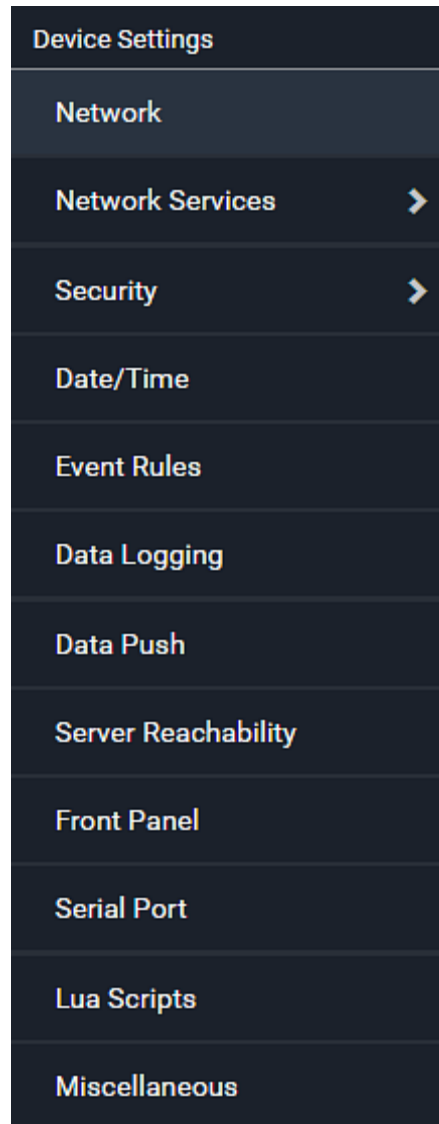 Device Settings
Network
Network Services
Security
Date/Time
Event Rules
Data Logging
Data Push
Server Reachability
Front Panel
Serial Port
Lua Scripts
Miscellaneous